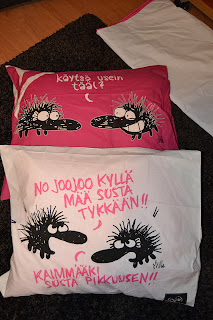 KÄYTSÄ USEIN
TÄÄL?
NO JOOJOO KYLLÄ
MÄÄ SUSTA
TYKKÄÄN!!
KAIMMÄÄKI
SUSTA PIKKUUSEN!!